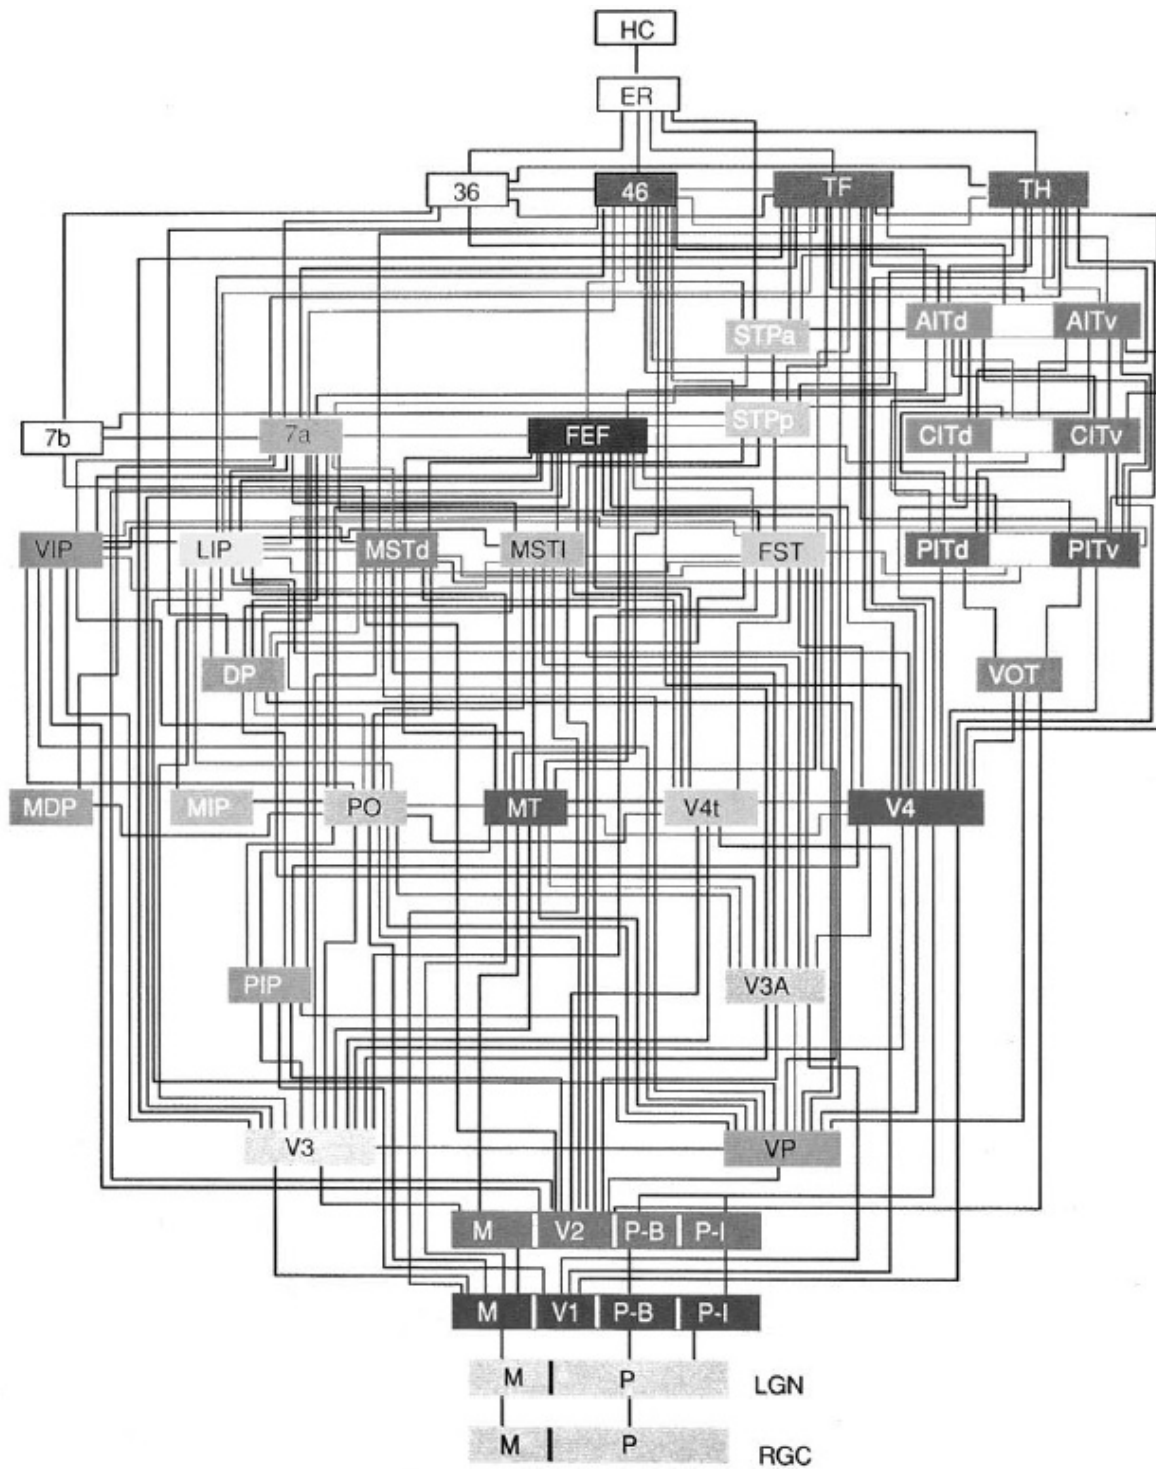 HC
ER
36 46 TF TH
STPa AITd AITv
7b 7a FEF STPp CITd CITv
VIP LIP MSTd MSTl FST PITd PITv
DP VOT
MDP MIP PO MT V4t V4
PIP V3A
V3 VP
M V2 P-B P-I
M V1 P-B P-I
M P LGN
M P RGC